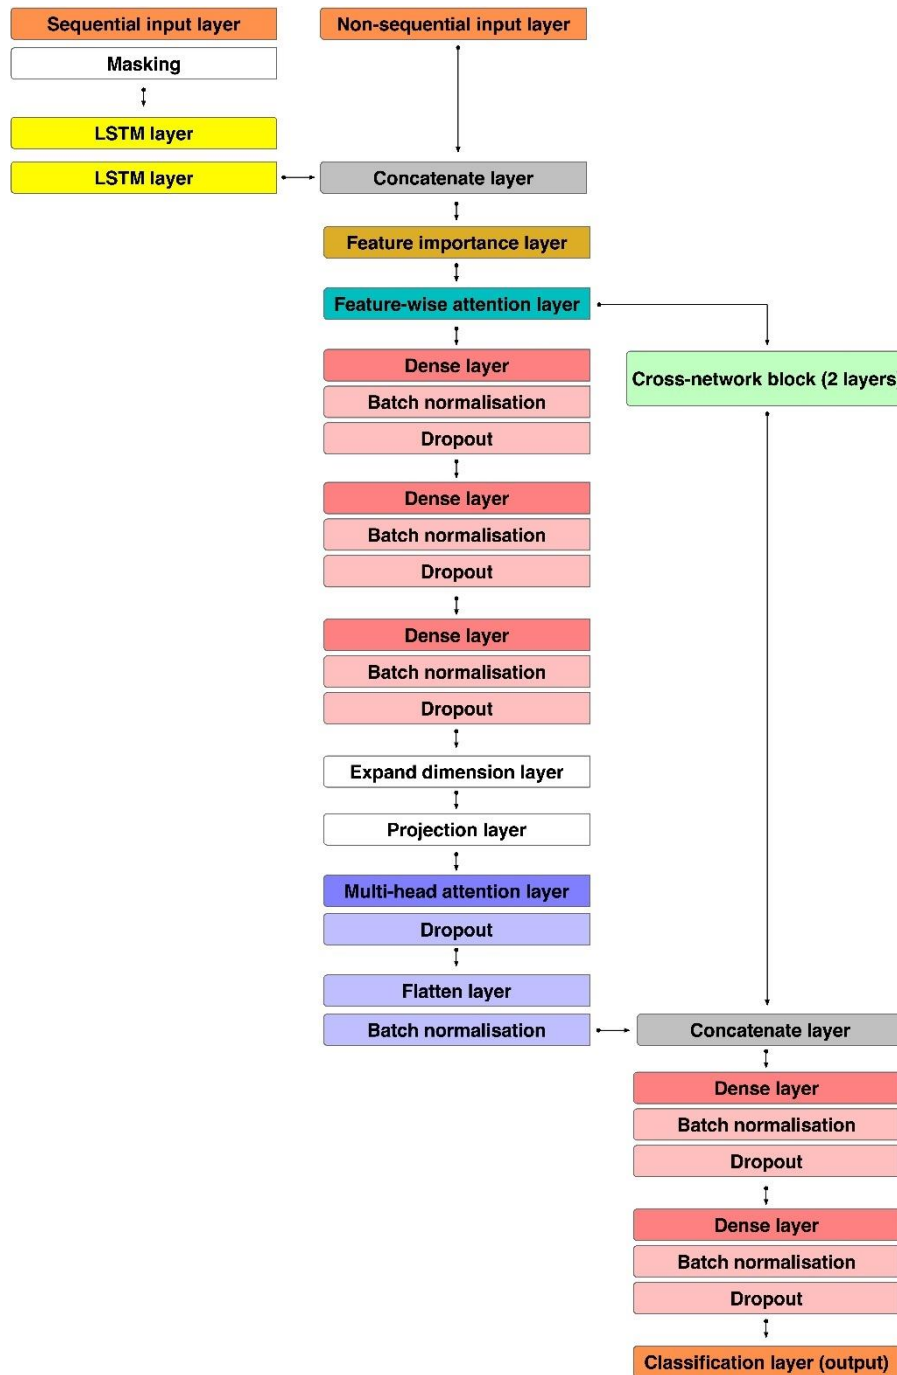 Sequential input layer
Non-sequential input layer
Masking
LSTM layer
LSTM layer
Concatenate layer
Feature importance layer
Feature-wise attention layer
Dense layer
Batch normalisation
Dropout
Dense layer
Batch normalisation
Dropout
Dense layer
Batch normalisation
Dropout
Expand dimension layer
Projection layer
Multi-head attention layer
Dropout
Flatten layer
Batch normalisation
Cross-network block (2 layers)
Concatenate layer
Dense layer
Batch normalisation
Dropout
Dense layer
Batch normalisation
Dropout
Classification layer (output)